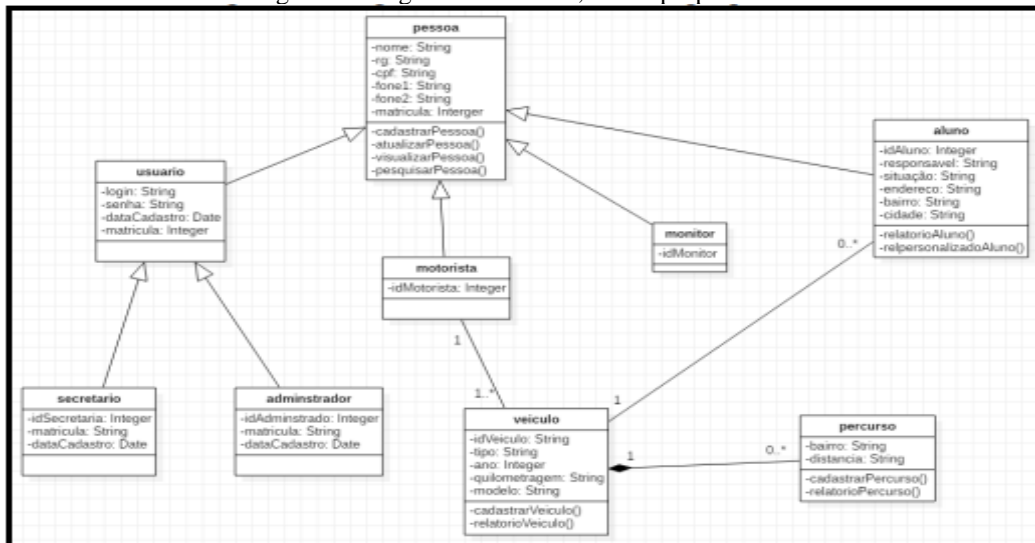 pessoa
-nome: String
-rg: String
-cpf: String
-fone1: String
-fone2: String
-matricula: Interger
-cadastrarPessoa()
-atualizarPessoa()
-visualizarPessoa()
-pesquisarPessoa()
aluno
-idAluno: Integer
-responsavel: String
-situação: String
-endereco: String
-bairro: String
-cidade: String
-relatorioAluno()
-relpersonalizadoAluno()
usuario
-login: String
-senha: String
-dataCadastro: Date
-matricula: Integer
monitor
-idMonitor
motorista
-idMotorista: Integer
0..*
1
1..*
1
secretario
-idSecretaria: Integer
-matricula: String
-dataCadastro: Date
adminstrador
-idAdminstrado: Integer
-matricula: String
-dataCadastro: Date
veiculo
-idVeiculo: String
-tipo: String
-ano: Integer
-quilometragem: String
-modelo: String
-cadastrarVeiculo()
-relatorioVeiculo()
1
0..*
percurso
-bairro: String
-distancia: String
-cadastrarPercurso()
-relatorioPercurso()